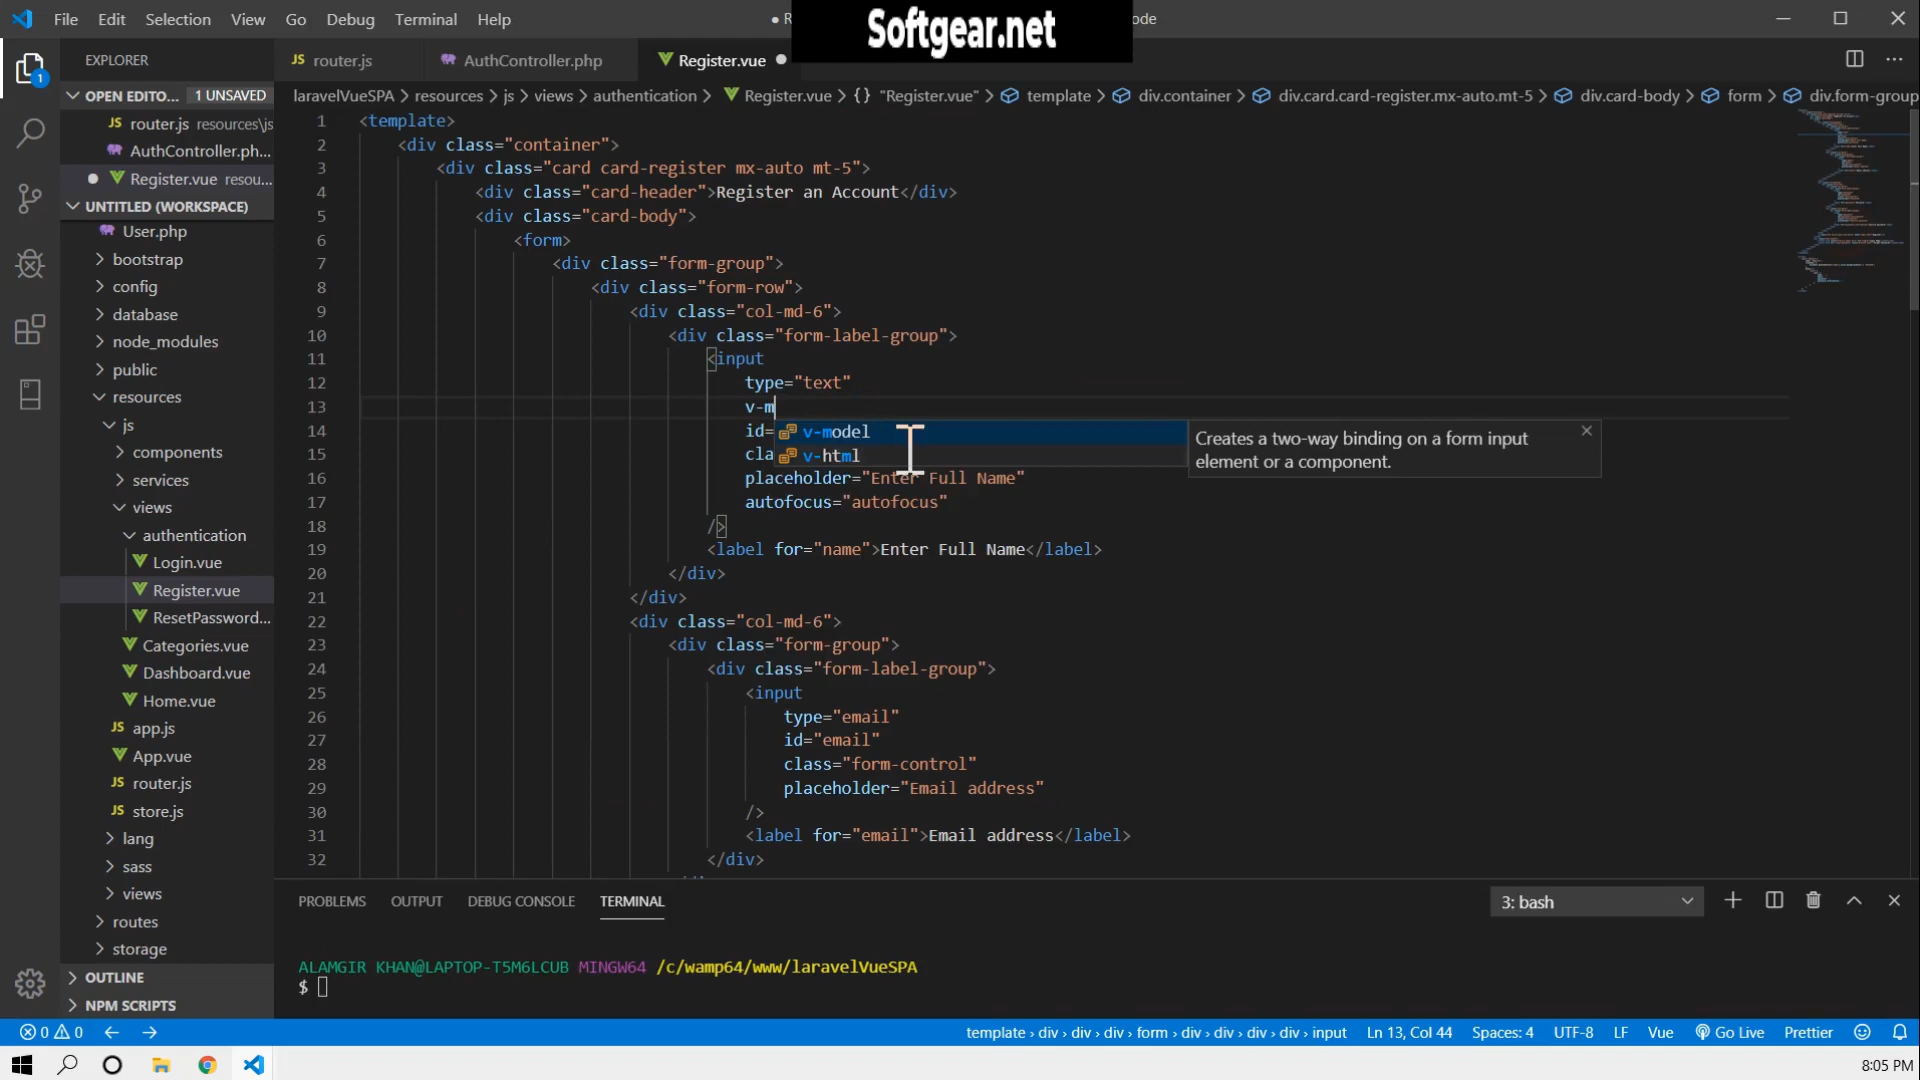 File Edit Selection View Go Debug Terminal Help
● R
ode
Softgear.net
EXPLORER
OPEN EDITO... 1 UNSAVED
router.js resources\js
AuthController.ph...
Register.vue resou...
UNTITLED (WORKSPACE)
User.php
bootstrap
config
database
node_modules
public
resources
js
components
services
views
authentication
Login.vue
Register.vue
ResetPassword...
Categories.vue
Dashboard.vue
Home.vue
app.js
App.vue
router.js
store.js
lang
sass
views
routes
storage
OUTLINE
NPM SCRIPTS
JS router.js AuthController.php Register.vue ●
laravelVueSPA > resources > js > views > authentication > Register.vue > {} "Register.vue" > template > div.container > div.card.card-register.mx-auto.mt-5 > div.card-body > form > div.form-group
1 <template>
2 <div class="container">
3 <div class="card card-register mx-auto mt-5">
4 <div class="card-header">Register an Account</div>
5 <div class="card-body">
6 <form>
7 <div class="form-group">
8 <div class="form-row">
9 <div class="col-md-6">
10 <div class="form-label-group">
11 <input
12 type="text"
13 v-m
14 id=
15 cla
16 placeholder="Enter Full Name"
17 autofocus="autofocus"
18 />
19 <label for="name">Enter Full Name</label>
20 </div>
21 </div>
22 <div class="col-md-6">
23 <div class="form-group">
24 <div class="form-label-group">
25 <input
26 type="email"
27 id="email"
28 class="form-control"
29 placeholder="Email address"
30 />
31 <label for="email">Email address</label>
32 </div>
v-model
v-html
Creates a two-way binding on a form input
element or a component.
PROBLEMS OUTPUT DEBUG CONSOLE TERMINAL
3: bash
ALAMGIR KHAN@LAPTOP-T5M6LCUB MINGW64 /c/wamp64/www/laravelVueSPA
$
0 0 template › div › div › div › form › div › div › div › div › input Ln 13, Col 44 Spaces: 4 UTF-8 LF Vue Go Live Prettier
8:05 PM